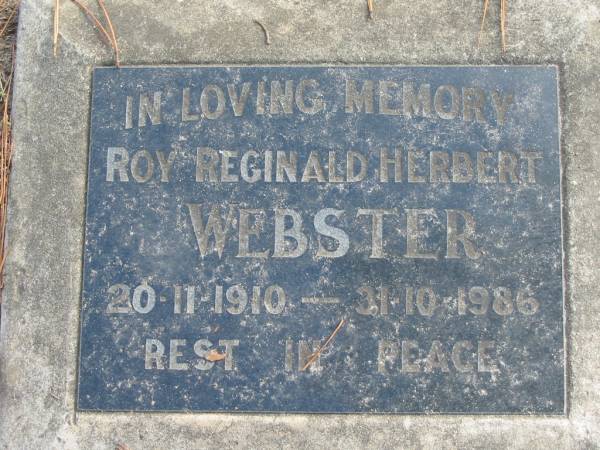 IN LOVING MEMORY
ROY REGINALD HERBERT
WEBSTER
20-11-1910 — 31-10-1986
REST IN PEACE